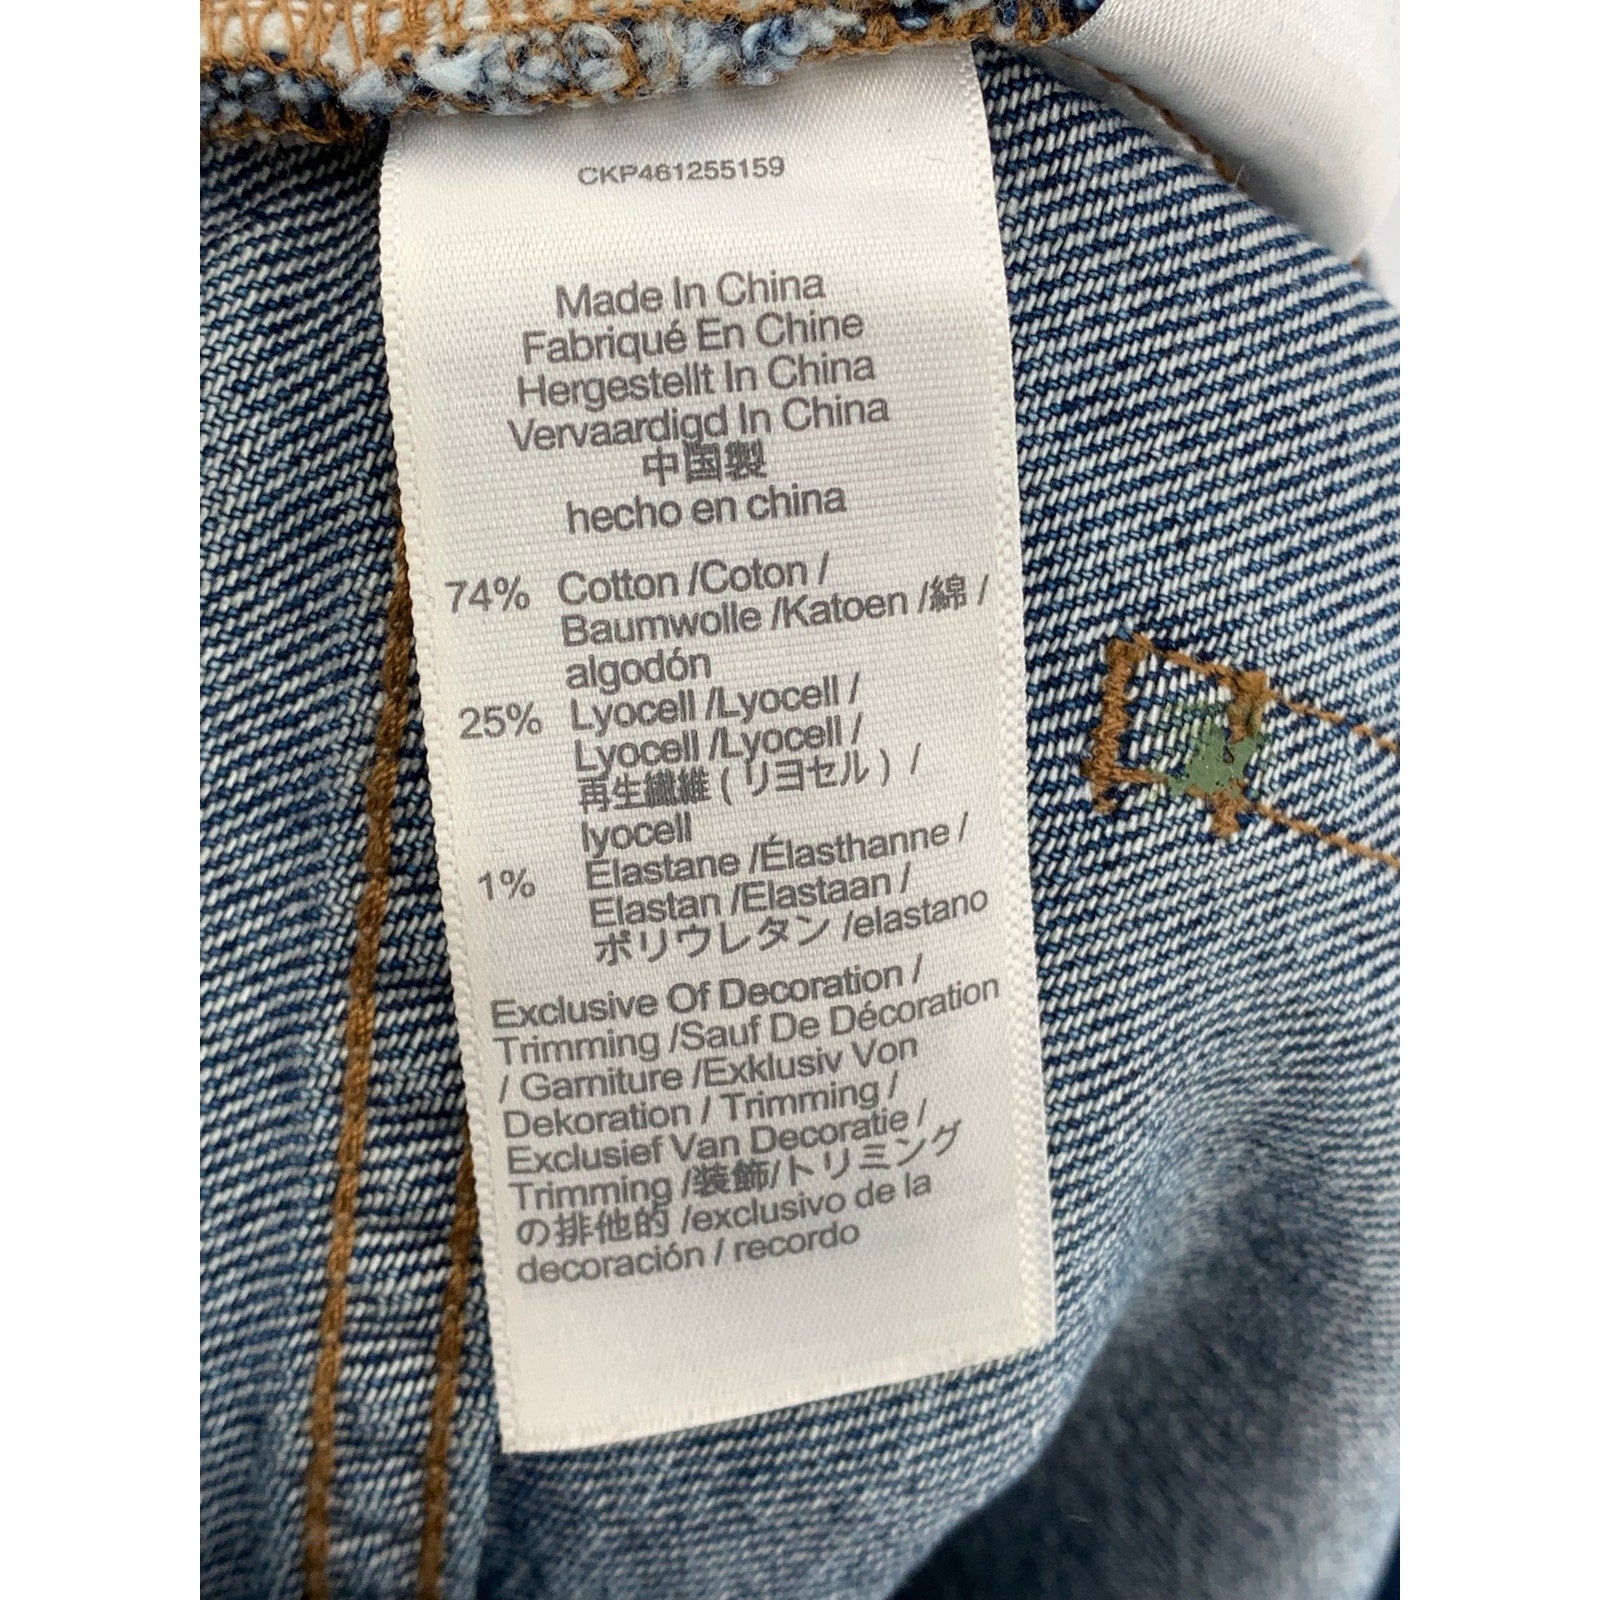 CKP461255159
Made In China
Fabriqué En Chine
Hergestellt In China
Vervaardigd In China
中国製
hecho en china
74% Cotton /Coton /
Baumwolle /Katoen /綿 /
algodón
25% Lyocell /Lyocell /
Lyocell /Lyocell /
再生繊維 ( リヨセル ) /
lyocell
1% Elastane /Élasthanne /
Elastan /Elastaan /
ポリウレタン /elastano
Exclusive Of Decoration /
Trimming /Sauf De Décoration
/ Garniture /Exklusiv Von
Dekoration / Trimming /
Exclusief Van Decoratie /
Trimming /装飾/トリミング
の排他的 /exclusivo de la
decoración / recordo